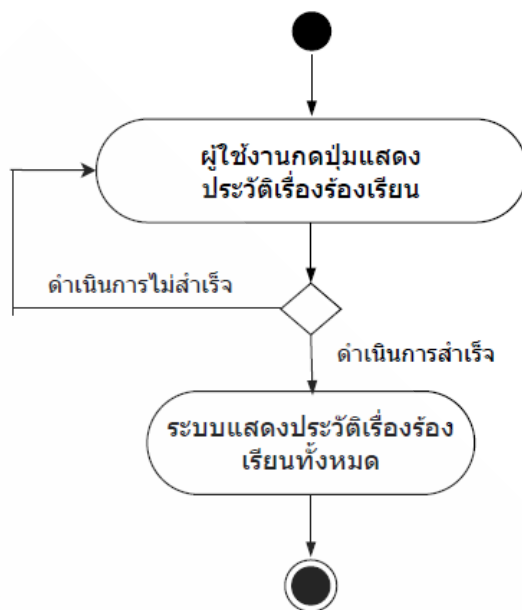 ผู้ใช้งานกดปุ่มแสดง
ประวัติเรื่องร้องเรียน
ดำเนินการไม่สำเร็จ
ดำเนินการสำเร็จ
ระบบแสดงประวัติเรื่องร้อง
เรียนทั้งหมด